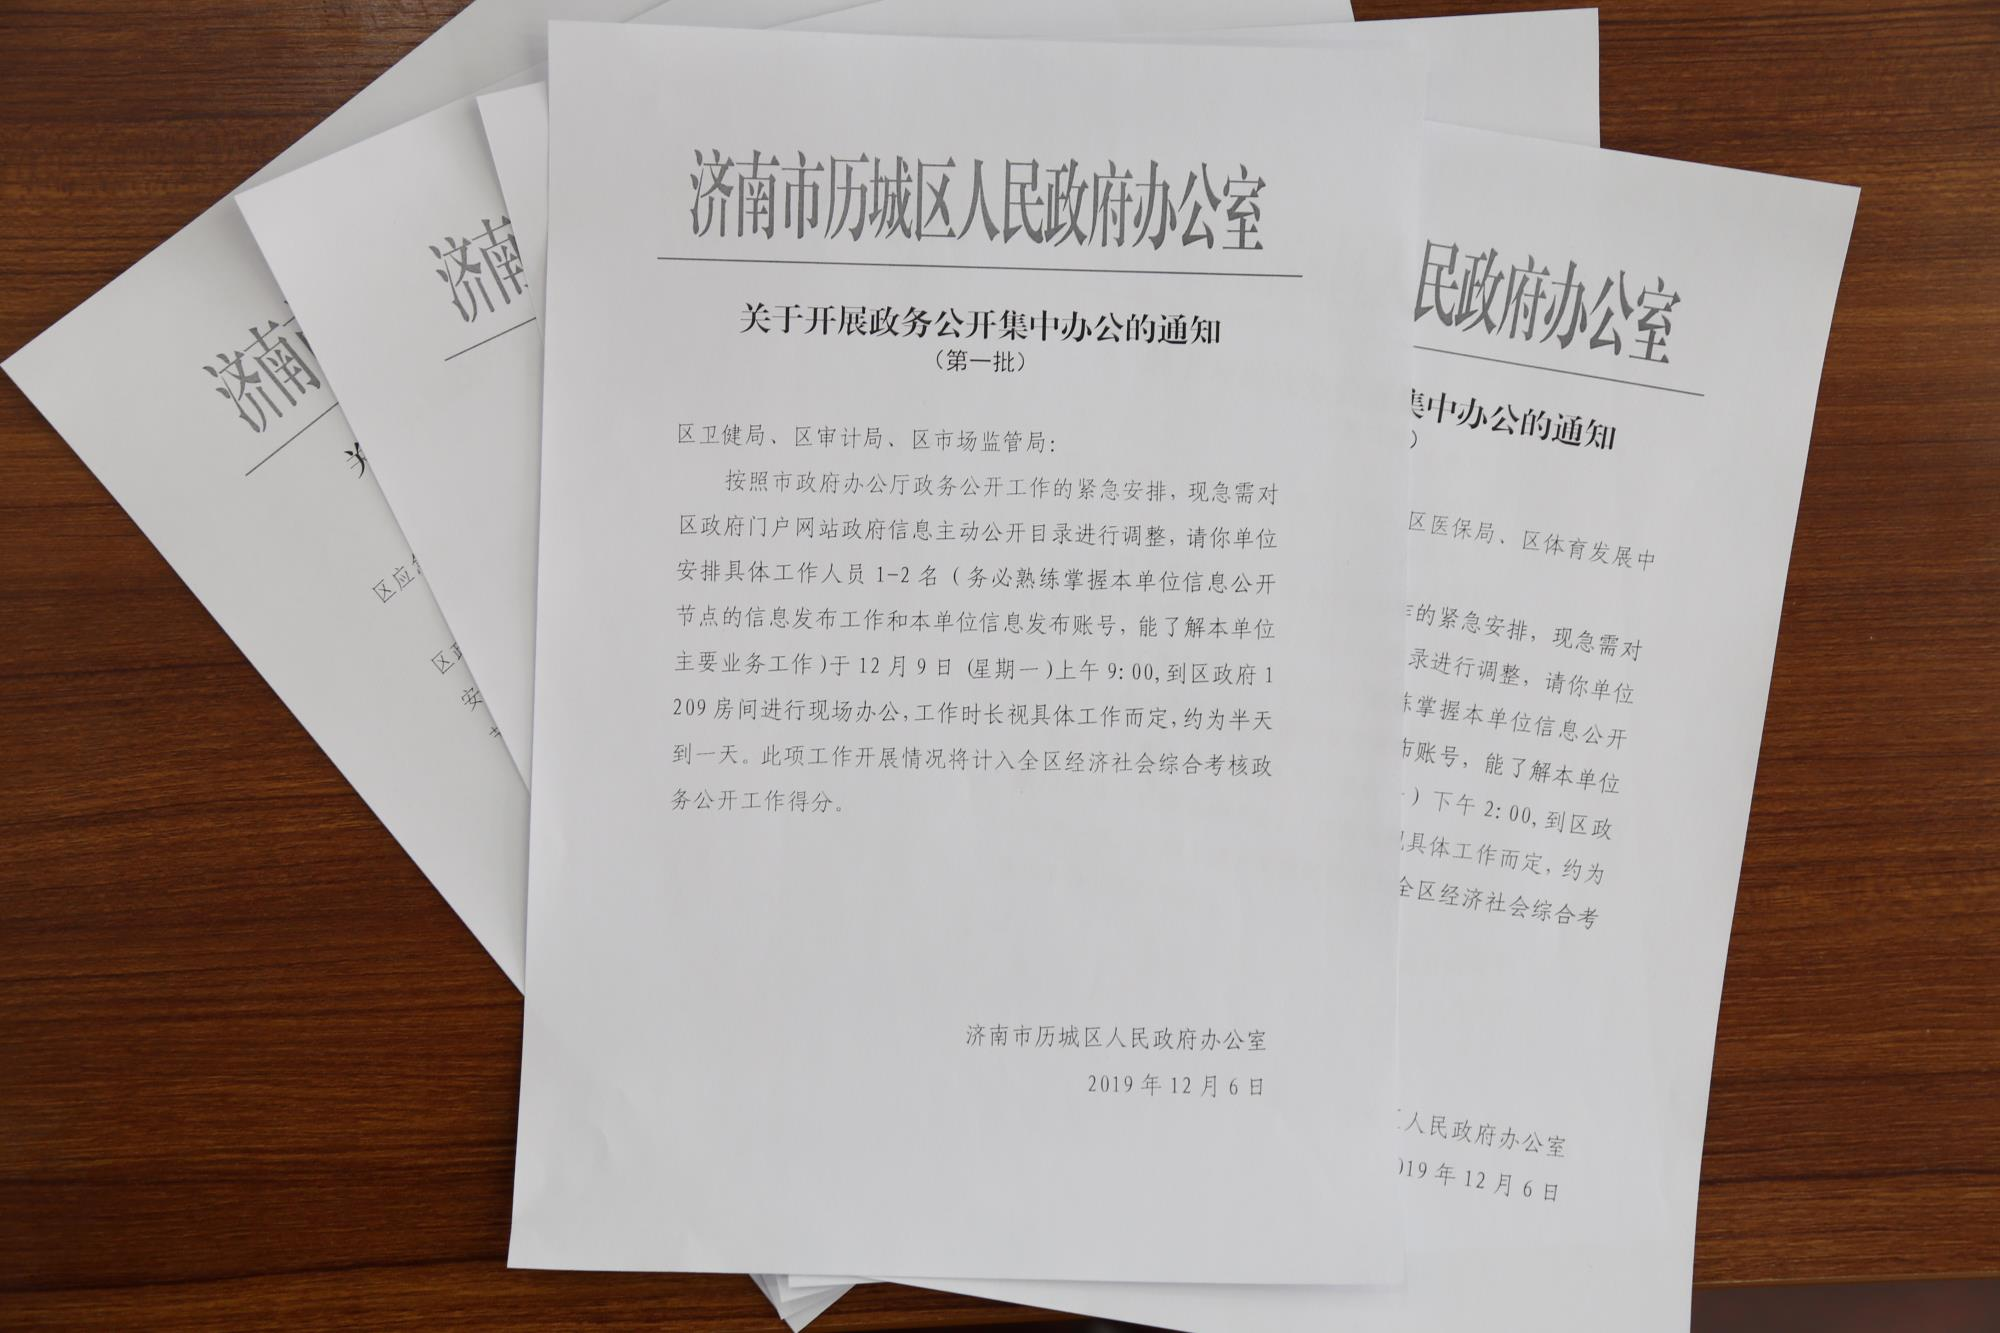 济南市历城区人民政府办公室
关于开展政务公开集中办公的通知
（第一批）
区卫健局、区审计局、区市场监管局：
按照市政府办公厅政务公开工作的紧急安排，现急需对
区政府门户网站政府信息主动公开目录进行调整，请你单位
安排具体工作人员1-2名（务必熟练掌握本单位信息公开
节点的信息发布工作和本单位信息发布账号，能了解本单位
主要业务工作)于12月9日(星期一)上午9:00,到区政府1
209房间进行现场办公,工作时长视具体工作而定，约为半天
到一天。此项工作开展情况将计入全区经济社会综合考核政
务公开工作得分。
济南市历城区人民政府办公室
2019年12月6日
民政府办公室
集中办公的通知
）
区医保局、区体育发展中
的紧急安排，现急需对
录进行调整，请你单位
掌握本单位信息公开
布账号，能了解本单位
）下午2:00,到区政
具体工作而定，约为
全区经济社会综合考
人民政府办公室
019年12月6日
济南
济南
关
区应急
区政
安